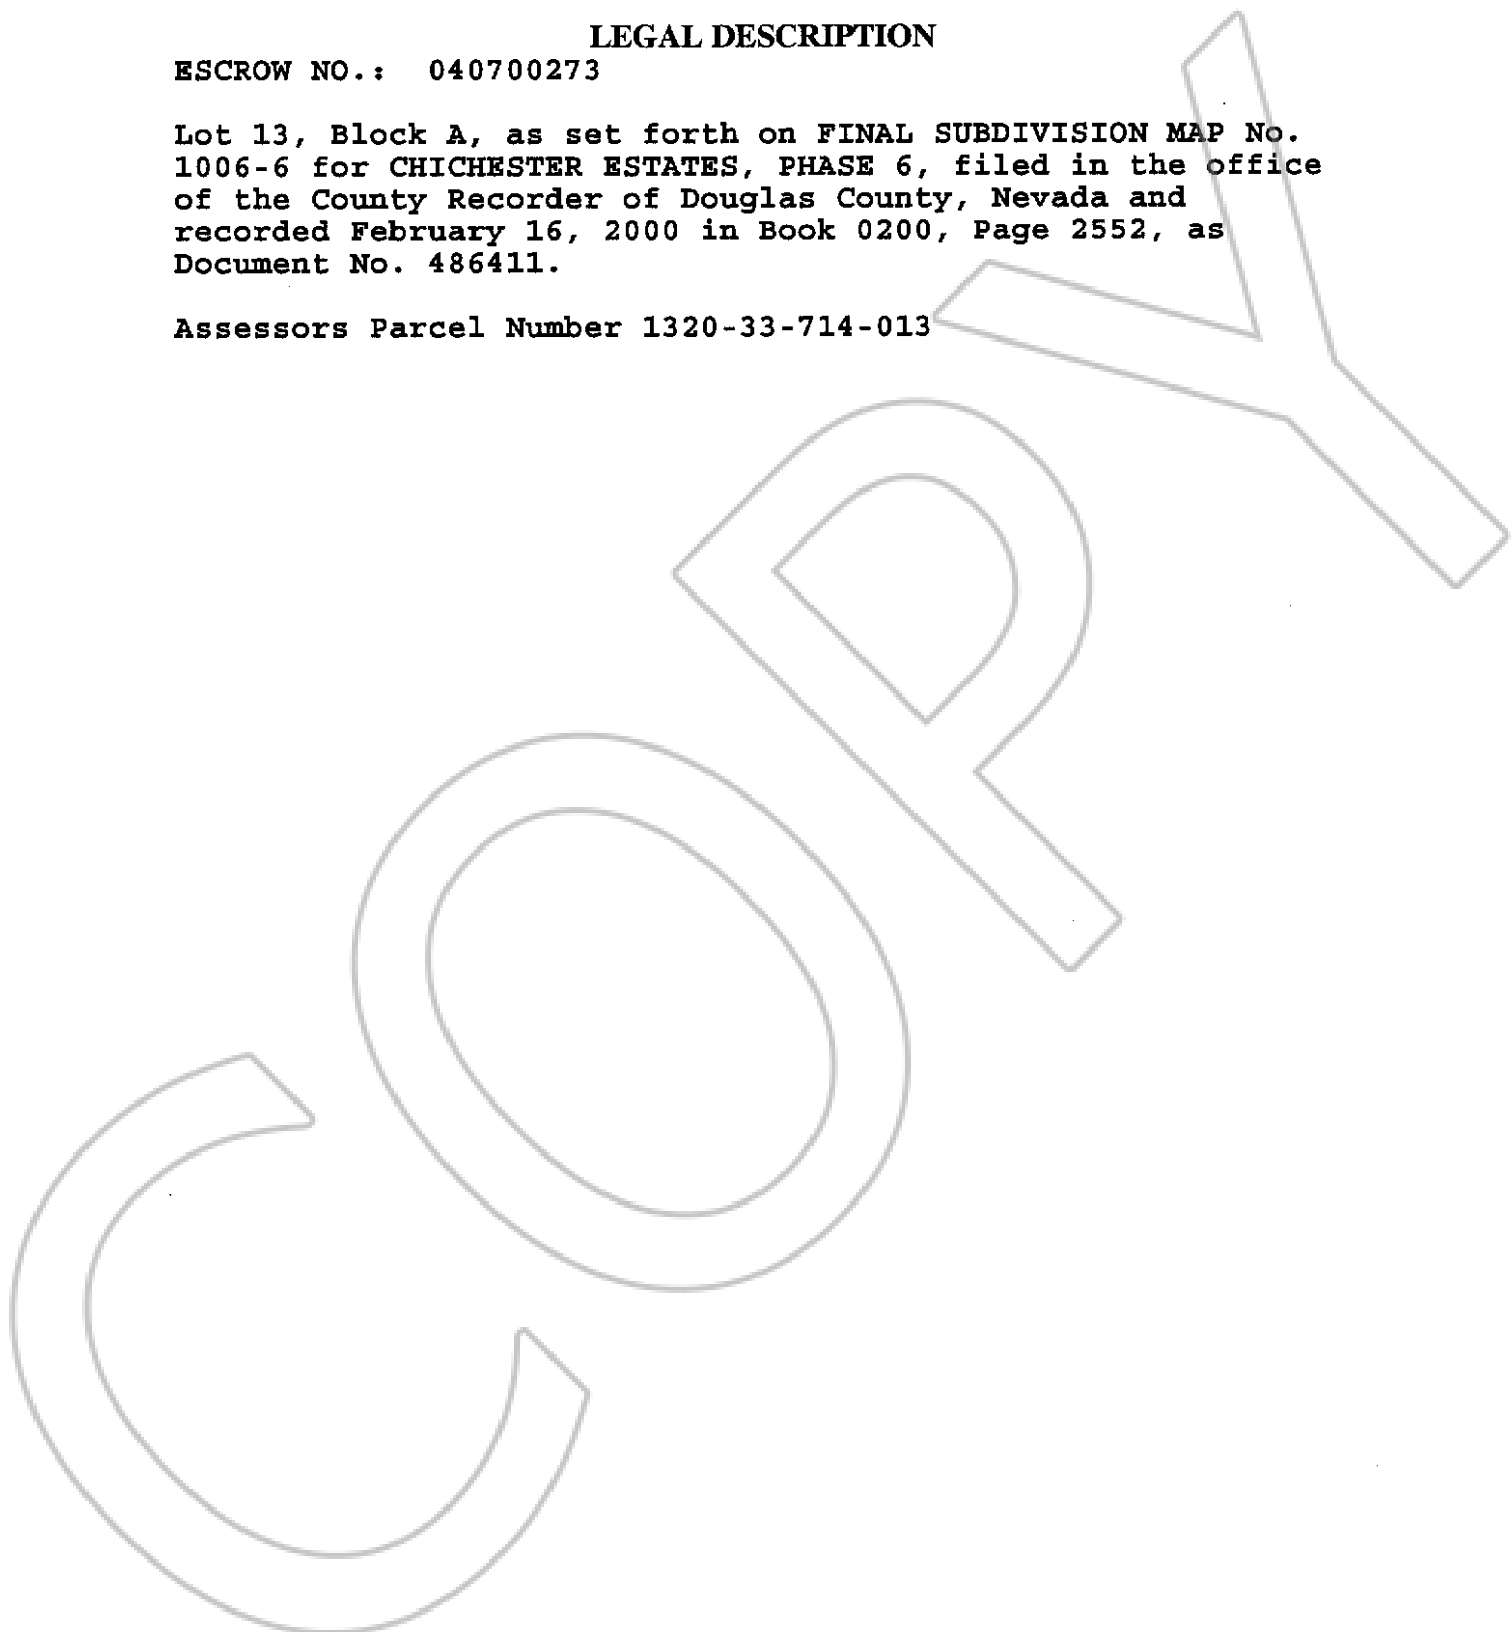 LEGAL DESCRIPTION
ESCROW NO.: 040700273
Lot 13, Block A, as set forth on FINAL SUBDIVISION MAP No.
1006-6 for CHICHESTER ESTATES, PHASE 6, filed in the office
of the County Recorder of Douglas County, Nevada and
recorded February 16, 2000 in Book 0200, Page 2552, as
Document No. 486411.
Assessors Parcel Number 1320-33-714-013
COPY